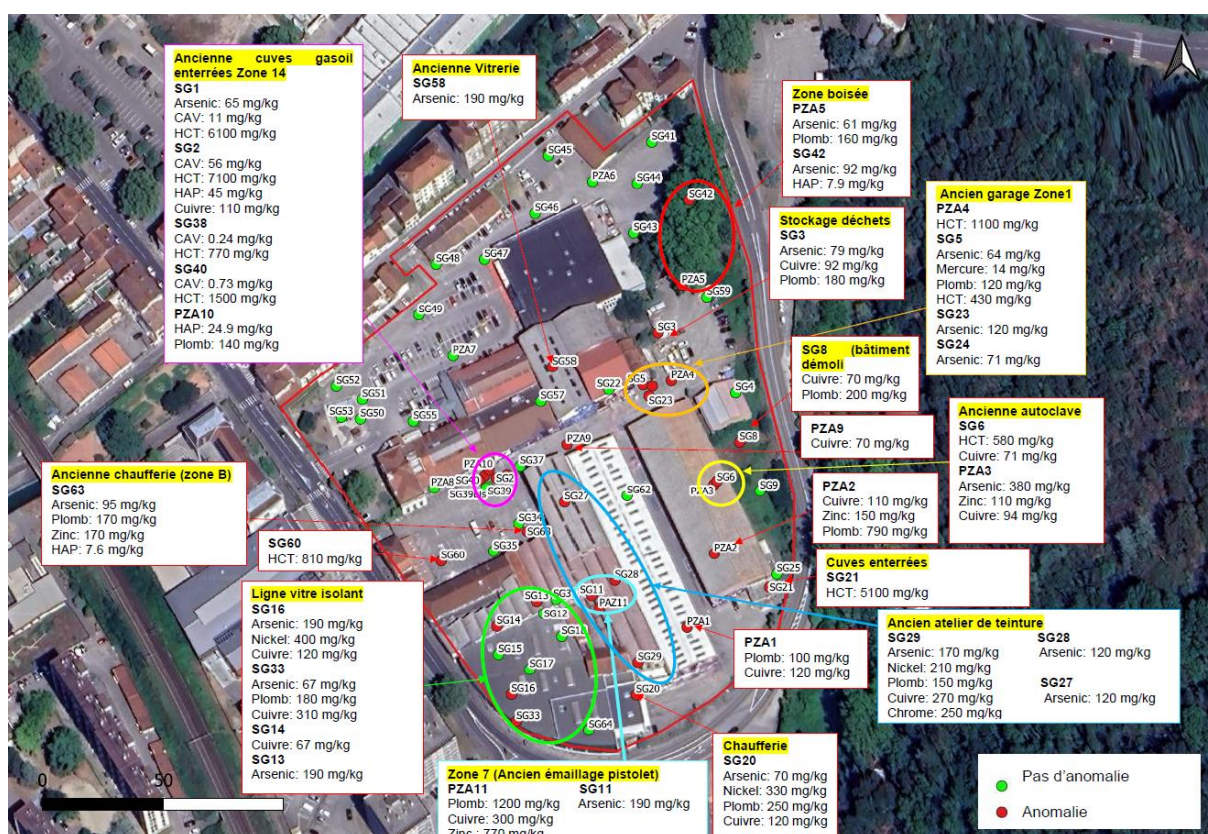 Ancienne cuves gasoil
enterrées Zone 14
SG1
Arsenic: 65 mg/kg
CAV: 11 mg/kg
HCT: 6100 mg/kg
SG2
CAV: 56 mg/kg
HCT: 7100 mg/kg
HAP: 45 mg/kg
Cuivre: 110 mg/kg
SG38
CAV: 0.24 mg/kg
HCT: 770 mg/kg
SG40
CAV: 0.73 mg/kg
HCT: 1500 mg/kg
PZA10
HAP: 24.9 mg/kg
Plomb: 140 mg/kg
Ancienne Vitrerie
SG58
Arsenic: 190 mg/kg
Zone boisée
PZA5
Arsenic: 61 mg/kg
Plomb: 160 mg/kg
SG42
Arsenic: 92 mg/kg
HAP: 7.9 mg/kg
Stockage déchets
SG3
Arsenic: 79 mg/kg
Cuivre: 92 mg/kg
Plomb: 180 mg/kg
Ancien garage Zone1
PZA4
HCT: 1100 mg/kg
SG5
Arsenic: 64 mg/kg
Mercure: 14 mg/kg
Plomb: 120 mg/kg
HCT: 430 mg/kg
SG23
Arsenic: 120 mg/kg
SG24
Arsenic: 71 mg/kg
SG8 (bâtiment
démoli
Cuivre: 70 mg/kg
Plomb: 200 mg/kg
PZA9
Cuivre: 70 mg/kg
Ancienne autoclave
SG6
HCT: 580 mg/kg
Cuivre: 71 mg/kg
PZA3
Arsenic: 380 mg/kg
Zinc: 110 mg/kg
Cuivre: 94 mg/kg
PZA2
Cuivre: 110 mg/kg
Zinc: 150 mg/kg
Plomb: 790 mg/kg
Cuves enterrées
SG21
HCT: 5100 mg/kg
Ancienne chaufferie (zone B)
SG63
Arsenic: 95 mg/kg
Plomb: 170 mg/kg
Zinc: 170 mg/kg
HAP: 7.6 mg/kg
SG60
HCT: 810 mg/kg
Ligne vitre isolant
SG16
Arsenic: 190 mg/kg
Nickel: 400 mg/kg
Cuivre: 120 mg/kg
SG33
Arsenic: 67 mg/kg
Plomb: 180 mg/kg
Cuivre: 310 mg/kg
SG14
Cuivre: 67 mg/kg
SG13
Arsenic: 190 mg/kg
PZA1
Plomb: 100 mg/kg
Cuivre: 120 mg/kg
Ancien atelier de teinture
SG29 SG28
Arsenic: 170 mg/kg Arsenic: 120 mg/kg
Nickel: 210 mg/kg
Plomb: 150 mg/kg SG27
Cuivre: 270 mg/kg Arsenic: 120 mg/kg
Chrome: 250 mg/kg
Zone 7 (Ancien émaillage pistolet)
PZA11 SG11
Plomb: 1200 mg/kg Arsenic: 190 mg/kg
Cuivre: 300 mg/kg
Zinc: 770 mg/kg
Chaufferie
SG20
Arsenic: 70 mg/kg
Nickel: 330 mg/kg
Plomb: 250 mg/kg
Cuivre: 120 mg/kg
Pas d'anomalie
Anomalie
0 50
SG41
SG45
PZA6
SG44
SG42
SG46
SG43
SG47
SG48
PZA5
SG59
SG49
SG3
PZA7
SG58
SG52
SG51
SG53
SG50
SG55
SG57
SG22
SG5
PZA4
SG23
SG4
SG8
PZA9
PZA10
SG37
SG40
SG2
PZA8
SG39
SG6
PZA3
SG9
SG62
SG27
SG34
SG63
SG35
SG60
PZA2
SG25
SG21
SG28
SG11
PAZ11
SG13
SG3
SG12
SG14
SG18
PZA1
SG15
SG17
SG29
SG16
SG20
SG33
SG64